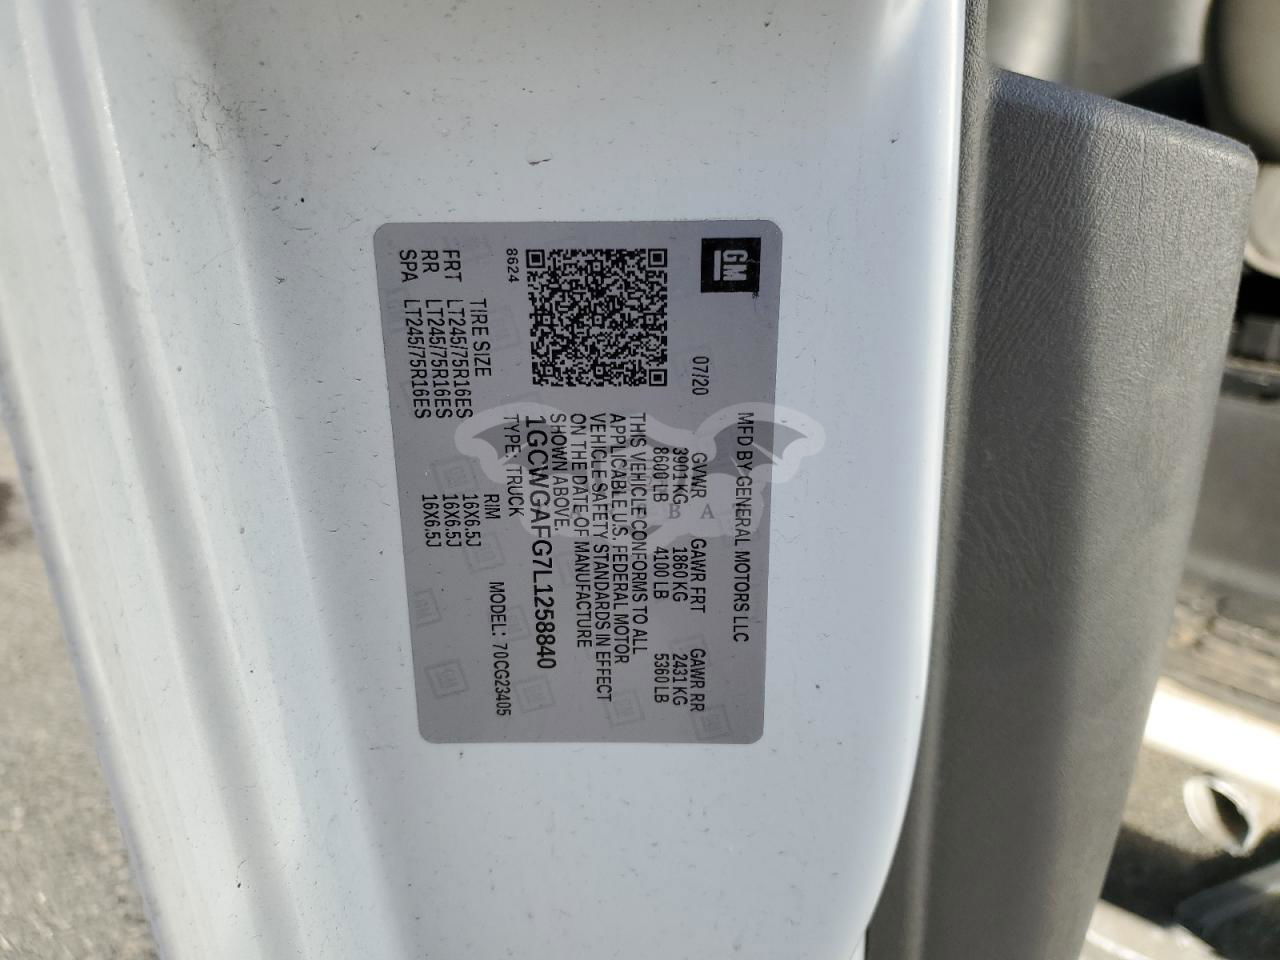 GM
MFD BY GENERAL MOTORS LLC
07/20
GVWR GAWR FRT GAWR RR
3901 KG 1860 KG 2431 KG
8600 LB 4100 LB 5360 LB
THIS VEHICLE CONFORMS TO ALL
APPLICABLE U.S. FEDERAL MOTOR
VEHICLE SAFETY STANDARDS IN EFFECT
ON THE DATE OF MANUFACTURE
SHOWN ABOVE.
1GCWGAFG7L1258840
8624
TYPE: TRUCK MODEL: 70CG23405
TIRE SIZE RIM
FRT LT245/75R16ES 16X6.5J
RR LT245/75R16ES 16X6.5J
SPA LT245/75R16ES 16X6.5J